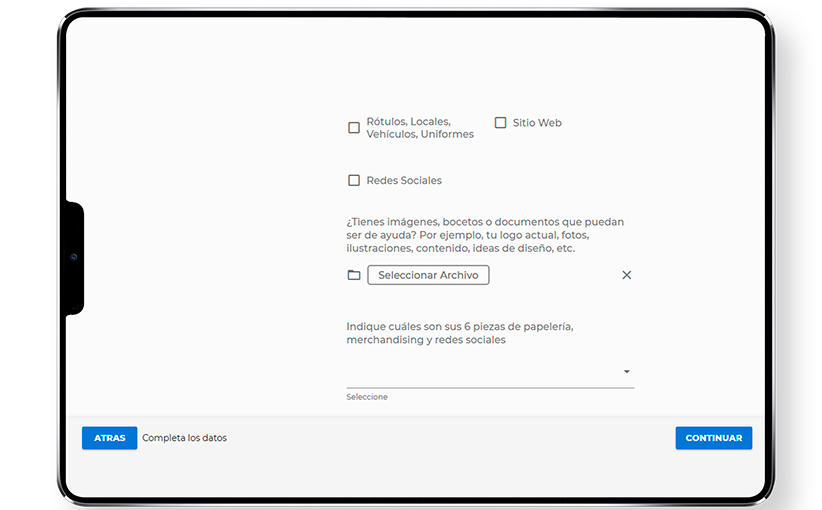 Rótulos, Locales,
Vehículos, Uniformes
Sitio Web
Redes Sociales
¿Tienes imágenes, bocetos o documentos que puedan
ser de ayuda? Por ejemplo, tu logo actual, fotos,
ilustraciones, contenido, ideas de diseño, etc.
Seleccionar Archivo
Indique cuáles son sus 6 piezas de papelería,
merchandising y redes sociales
Seleccione
ATRAS
Completa los datos
CONTINUAR